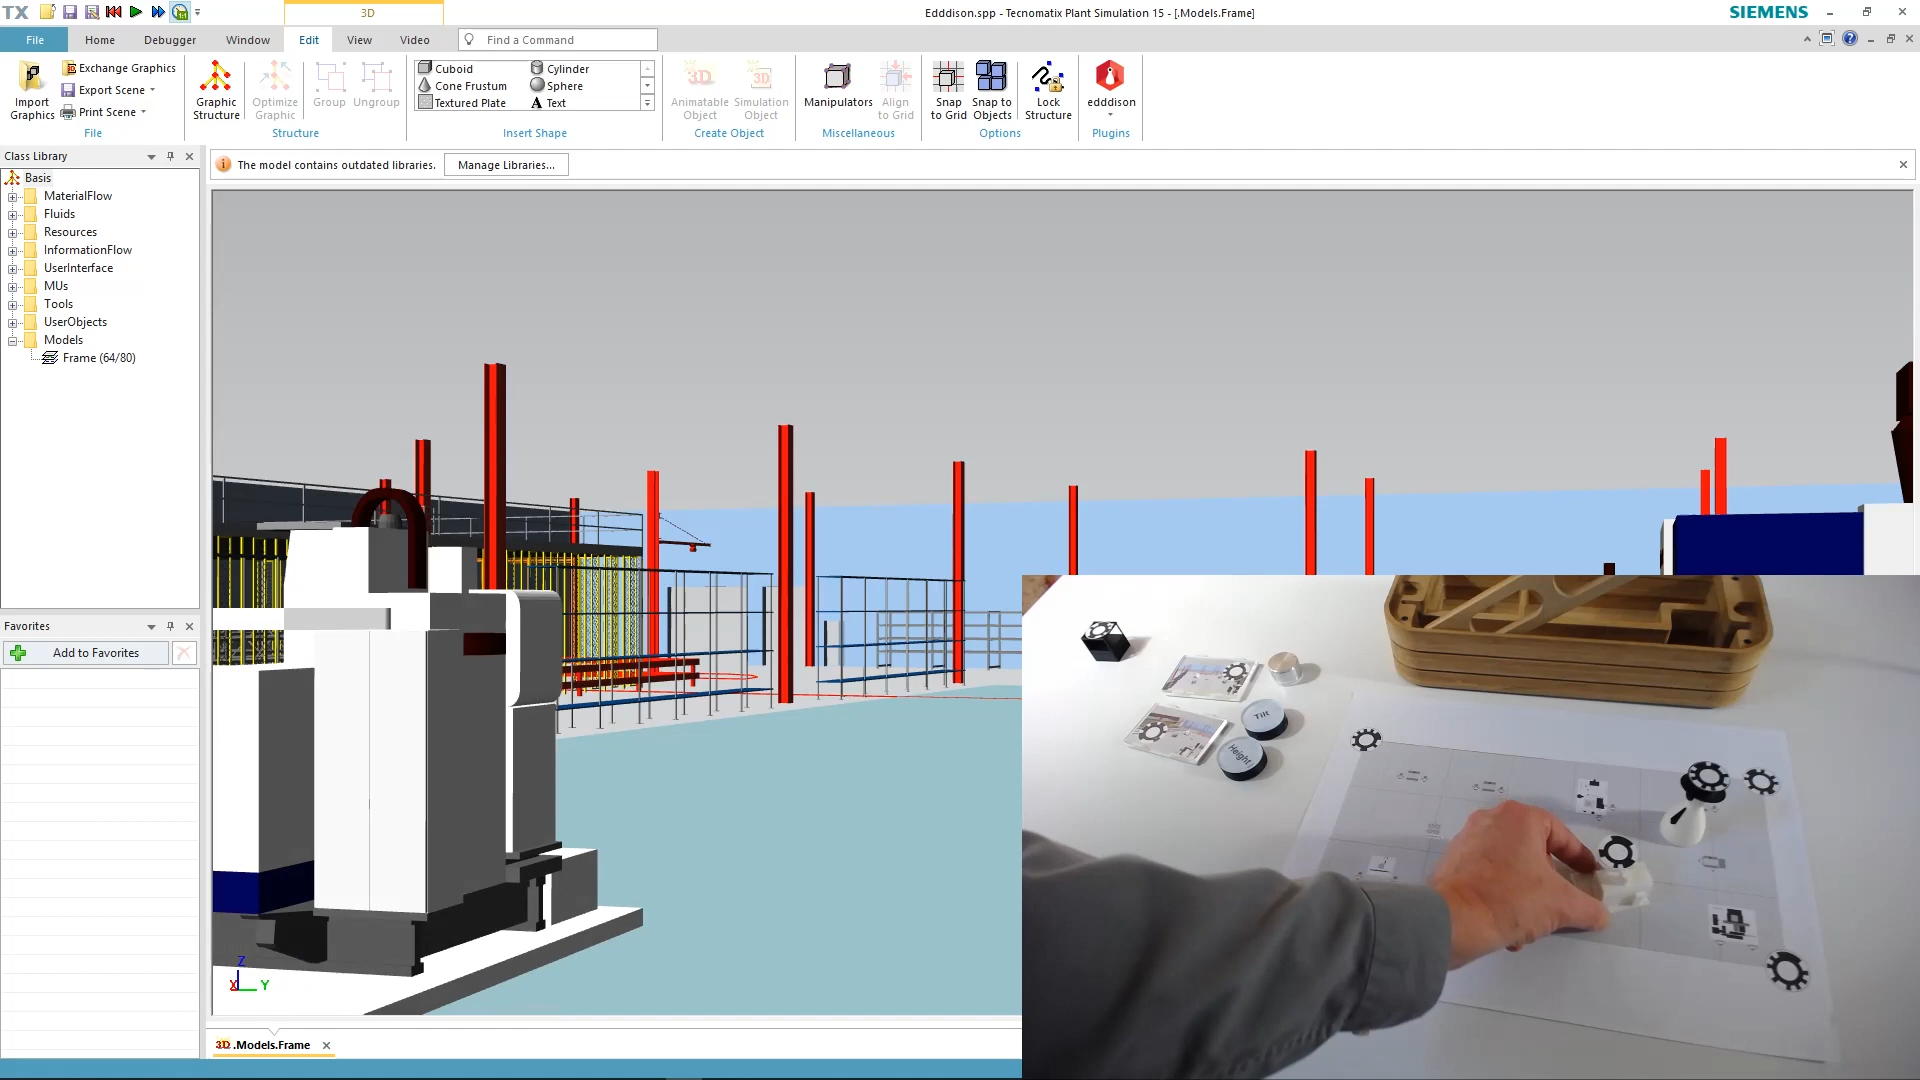 TX
3D
Edddison.spp - Tecnomatix Plant Simulation 15 - [.Models.Frame]
SIEMENS
File
Home
Debugger
Window
Edit
View
Video
Find a Command
Import Graphics
Exchange Graphics
Export Scene
Print Scene
File
Graphic Structure
Optimize Graphic
Group
Ungroup
Structure
Cuboid
Cylinder
Cone Frustum
Sphere
Textured Plate
A Text
Insert Shape
3D
Animatable Object
3D
Simulation Object
Create Object
Manipulators
Align to Grid
Miscellaneous
Snap to Grid
Snap to Objects
Lock Structure
Options
edddison
Plugins
Class Library
The model contains outdated libraries.
Manage Libraries...
Basis
MaterialFlow
Fluids
Resources
InformationFlow
UserInterface
MUs
Tools
UserObjects
Models
Frame (64/80)
Favorites
Add to Favorites
Z
X
Y
Tilt
Height
3D .Models.Frame